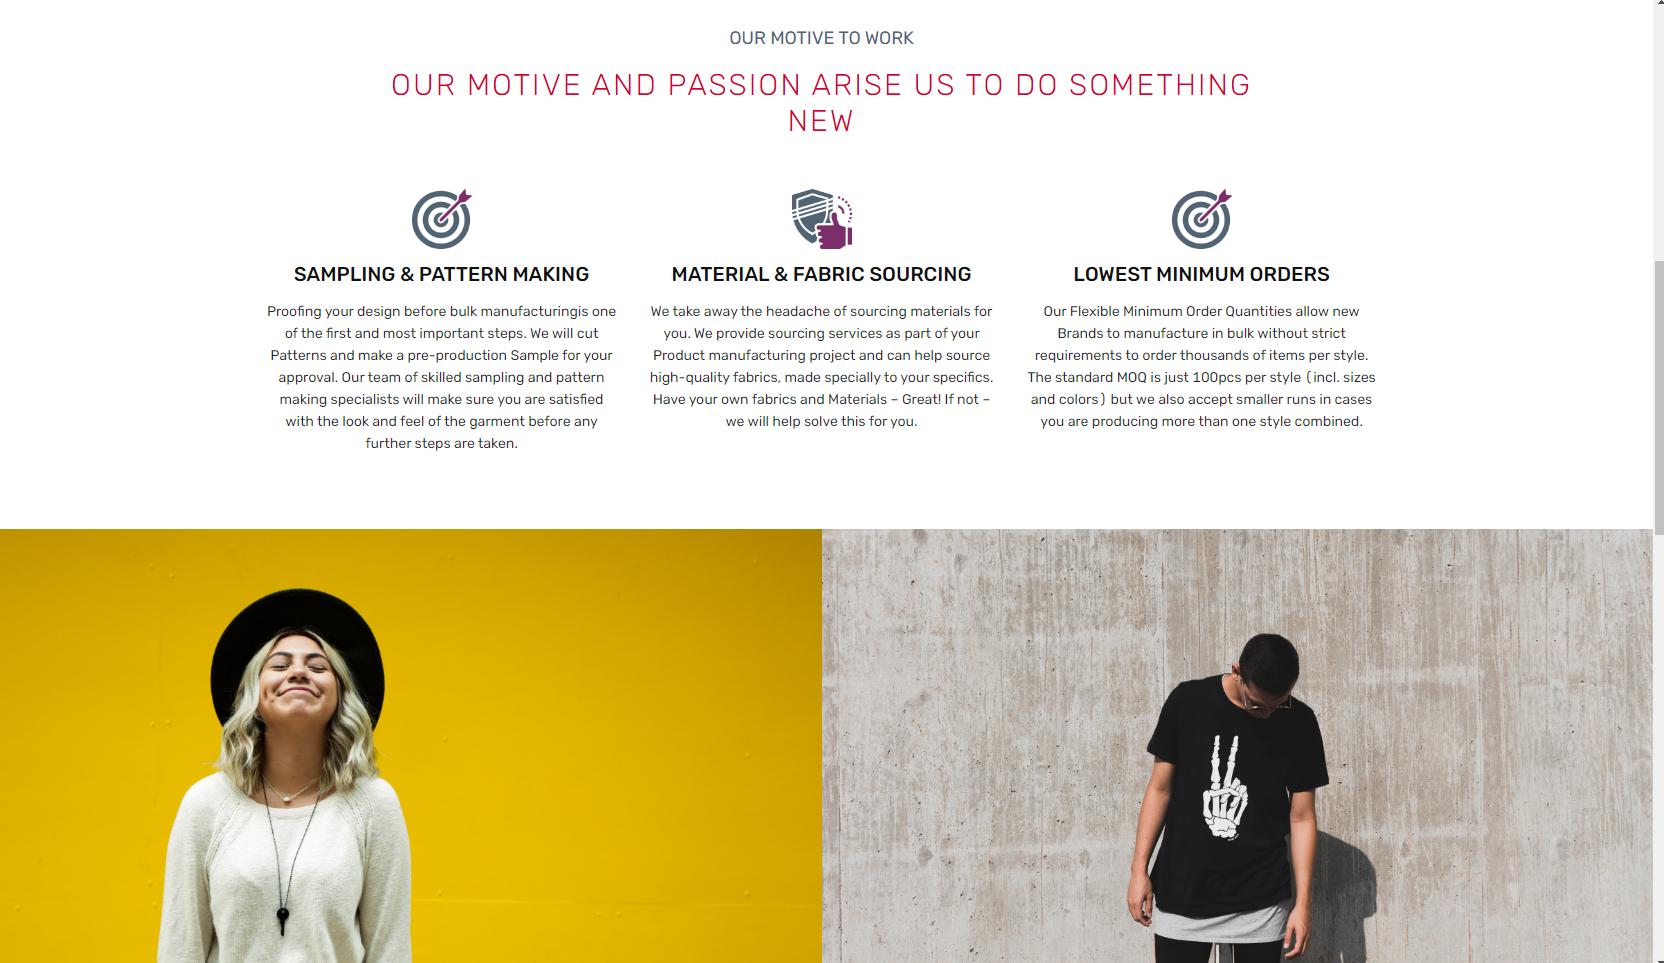 OUR MOTIVE TO WORK
OUR MOTIVE AND PASSION ARISE US TO DO SOMETHING
NEW
SAMPLING & PATTERN MAKING
Proofing your design before bulk manufacturingis one
of the first and most important steps. We will cut
Patterns and make a pre-production Sample for your
approval. Our team of skilled sampling and pattern
making specialists will make sure you are satisfied
with the look and feel of the garment before any
further steps are taken.
MATERIAL & FABRIC SOURCING
We take away the headache of sourcing materials for
you. We provide sourcing services as part of your
Product manufacturing project and can help source
high-quality fabrics, made specially to your specifics.
Have your own fabrics and Materials – Great! If not –
we will help solve this for you.
LOWEST MINIMUM ORDERS
Our Flexible Minimum Order Quantities allow new
Brands to manufacture in bulk without strict
requirements to order thousands of items per style.
The standard MOQ is just 100pcs per style (incl. sizes
and colors) but we also accept smaller runs in cases
you are producing more than one style combined.